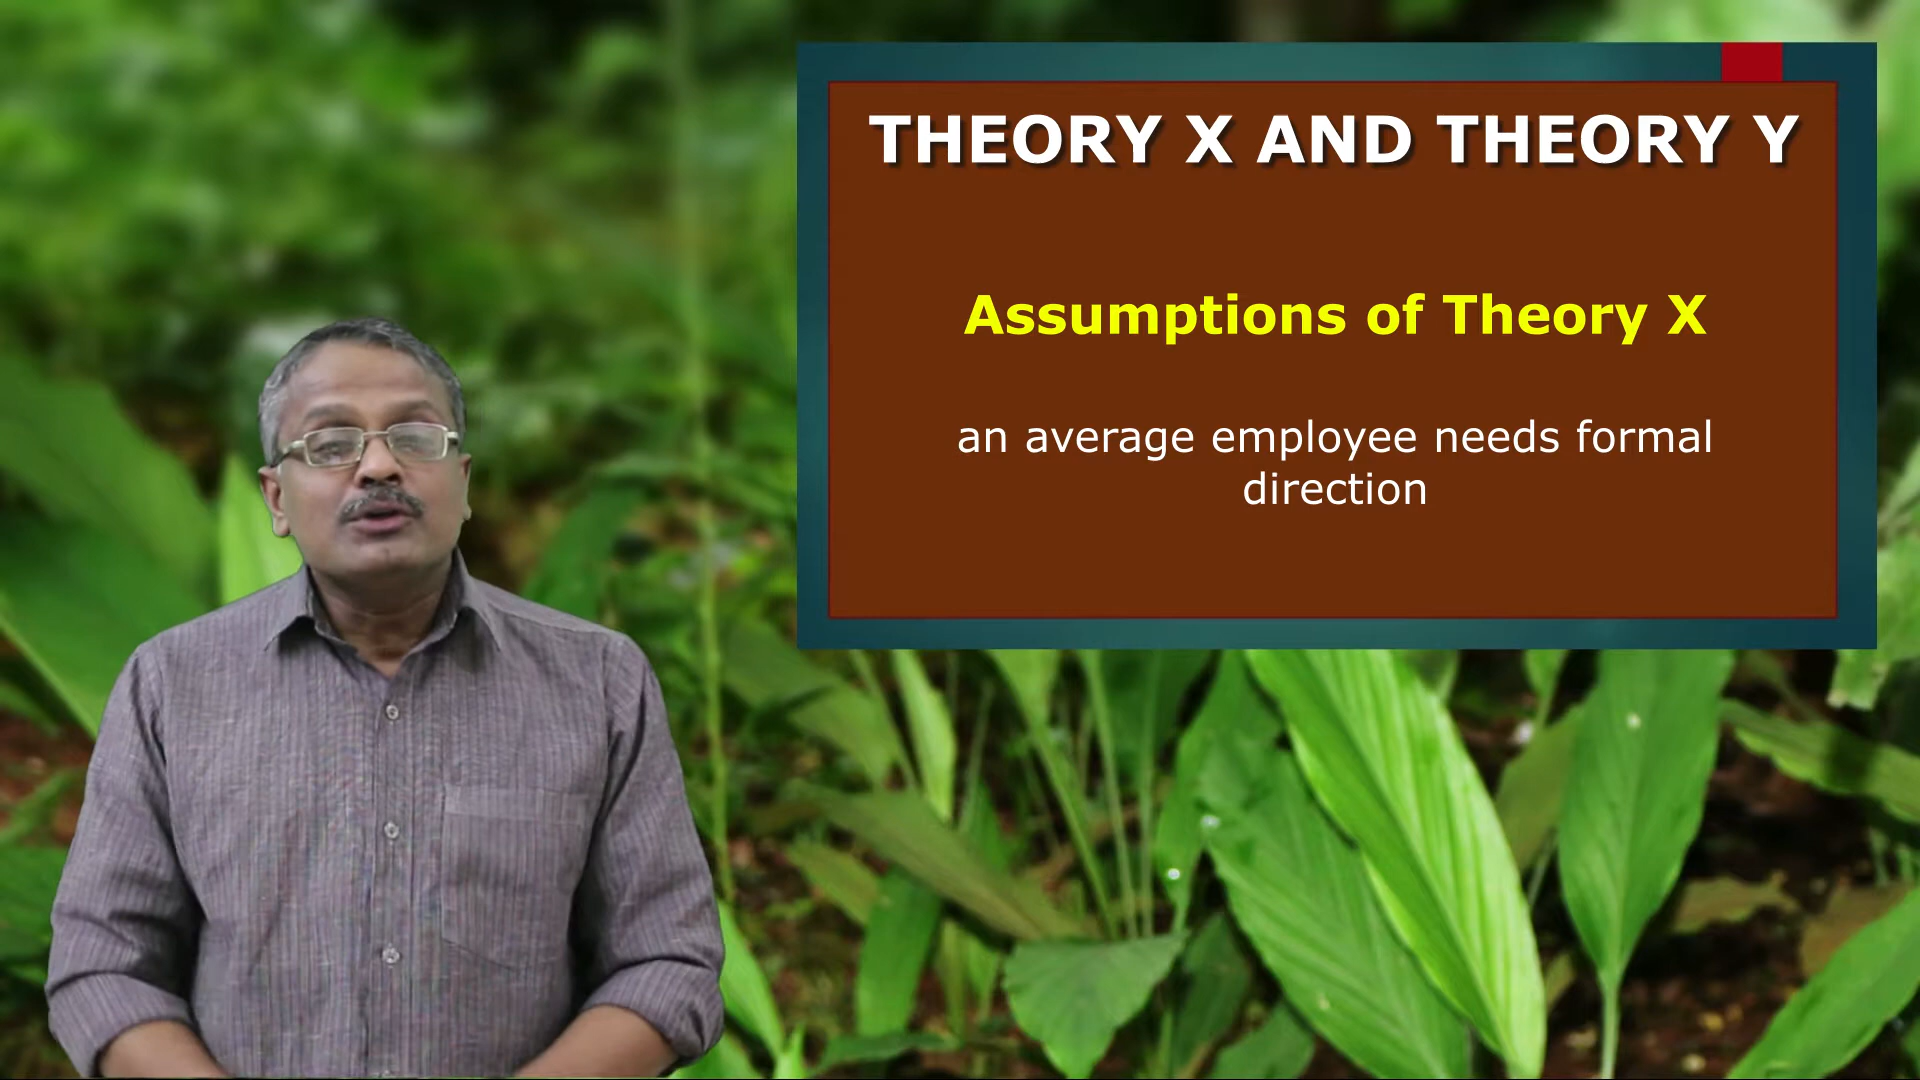 THEORY X AND THEORY Y
Assumptions of Theory X
an average employee needs formal
direction